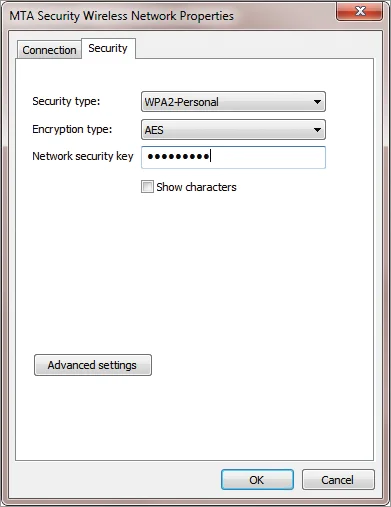 MTA Security Wireless Network Properties
Connection Security
Security type: WPA2-Personal
Encryption type: AES
Network security key ●●●●●●●●●
Show characters
Advanced settings
OK Cancel